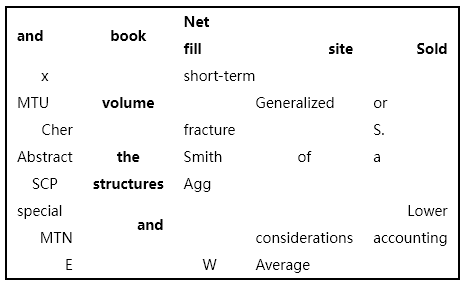 and book Net fill site Sold
x short-term
MTU volume Generalized or
Cher fracture S.
Abstract the Smith of a
SCP structures Agg
special and Lower
MTN considerations accounting
E W Average